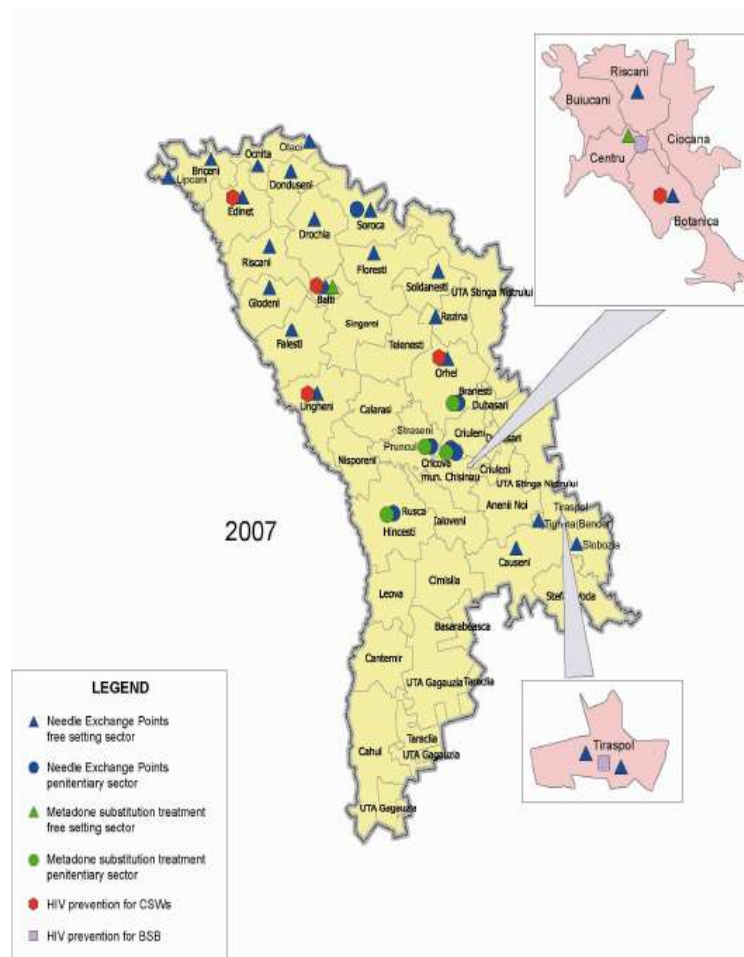 Riscani
Buiucani
Ciocana
Centru
Botanica
Otaci
Ocnita
Briceni
Lipcani
Donduseni
Edinet
Soroca
Drochia
Riscani
Floresti
Soldanesti
UTA Stinga Nistrului
Glodeni
Balti
Singerei
Rezina
Falesti
Telenesti
Orhei
Branesti
Ungheni
Calarasi
Dubasari
Straseni
Criuleni
Pruncul
Cricova
Nisporeni
mun. Chisinau
Criuleni
UTA Stinga Nistrului
Anenii Noi
Tiraspol
Rusca
Ialoveni
Tighina(Bender)
2007
Hincesti
Slobozia
Causeni
Leova
Cimislia
Basarabeasca
Cantemir
UTA Gagauzia
Taraclia
Taraclia
Cahul
UTA Gagauzia
UTA Gagauzia
Tiraspol
LEGEND
Needle Exchange Points
free setting sector
Needle Exchange Points
penitentiary sector
Metadone substitution treatment
free setting sector
Metadone substitution treatment
penitentiary sector
HIV prevention for CSWs
HIV prevention for BSB